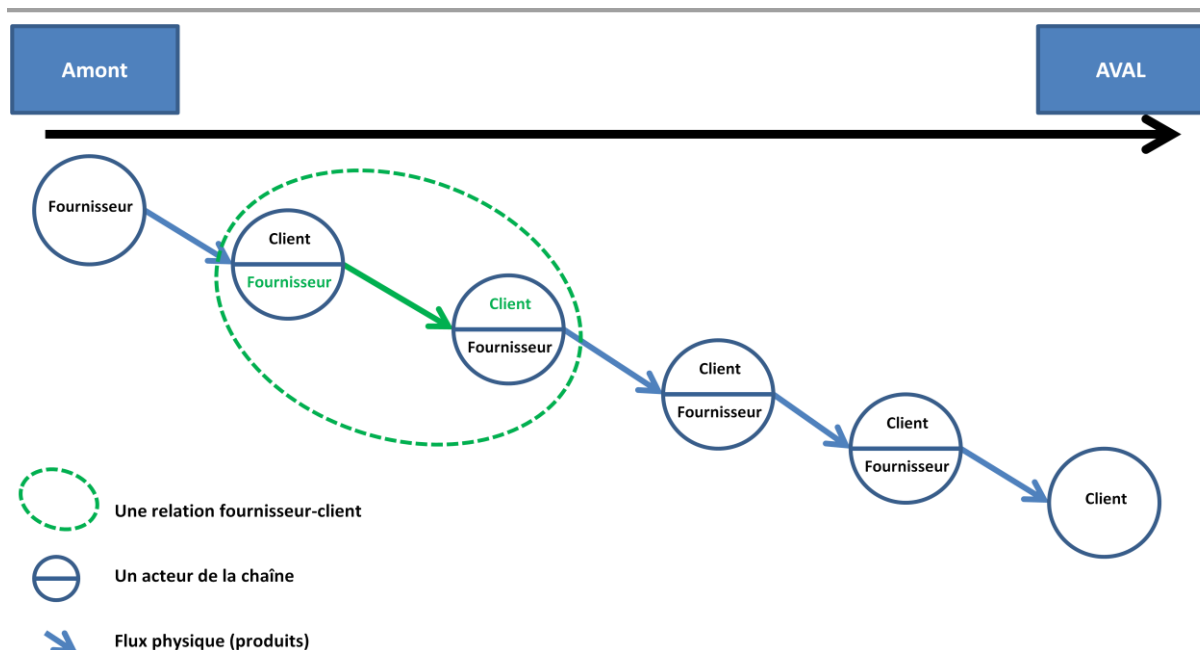 Amont
AVAL
Fournisseur
Client
Fournisseur
Client
Fournisseur
Client
Fournisseur
Client
Fournisseur
Client
Une relation fournisseur-client
Un acteur de la chaîne
Flux physique (produits)